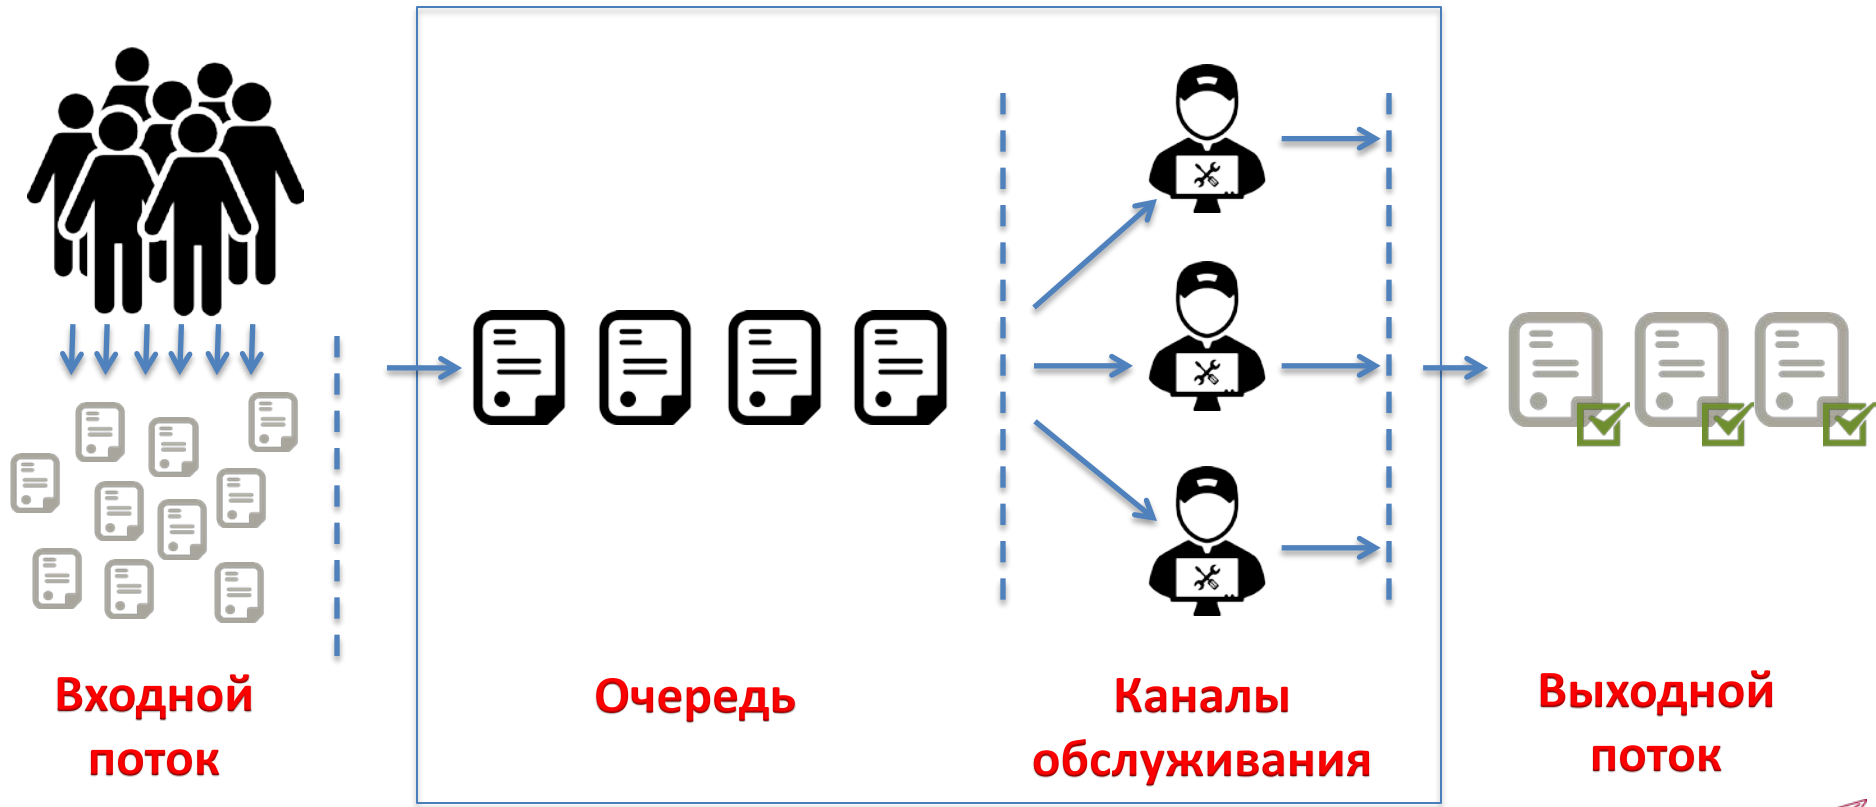 Входной
поток
Очередь
Каналы
обслуживания
Выходной
поток